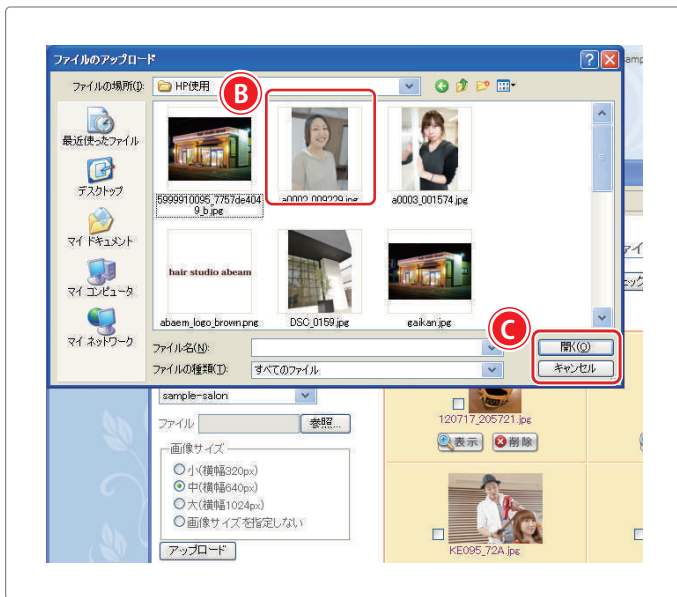 ファイルのアップロード
ファイルの場所(I):
HP使用
B
最近使ったファイル
デスクトップ
マイ ドキュメント
マイ コンピュータ
マイ ネットワーク
5999910095_7757de404
9_b.jpg
a0002_009229.jpg
a0003_001574.jpg
hair studio abeam
abaem_logo_brown.png
DSC_0159.jpg
gaikan.jpg
C
ファイル名(N):
開く(O)
ファイルの種類(T):
すべてのファイル
キャンセル
sample-salon
ファイル
参照...
画像サイズ
小(横幅320px)
中(横幅640px)
大(横幅1024px)
画像サイズを指定しない
アップロード
120717_205721.jpg
表示
削除
KE095_72A.jpg